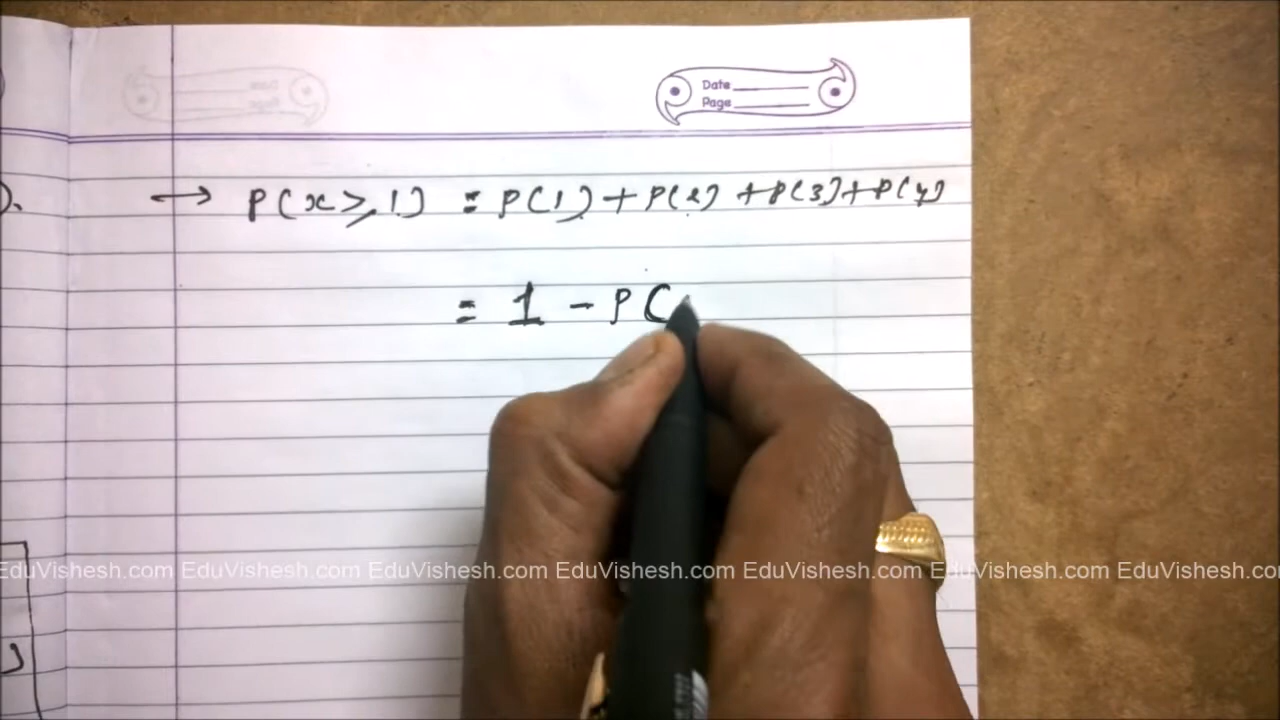 Date
Page
). → P(x ≥ 1) = P(1) + P(2) + P(3) + P(4)
= 1 - P(
EduVishesh.com EduVishesh.com EduVishesh.com EduVishesh.com EduVishesh.com EduVishesh.com EduVishesh.co